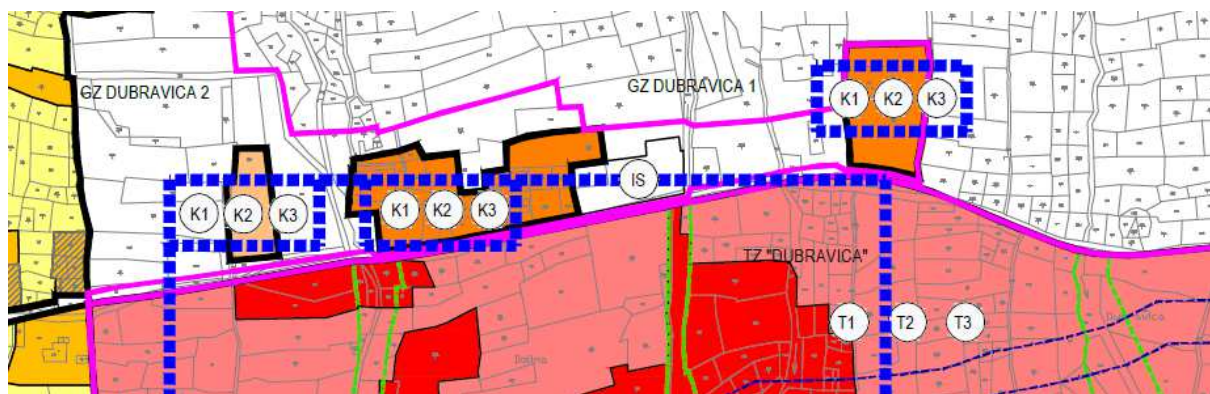 GZ DUBRAVICA 2
GZ DUBRAVICA 1
K1 K2 K3
IS
K1 K2 K3
K1 K2 K3
TZ "DUBRAVICA"
T1 T2 T3